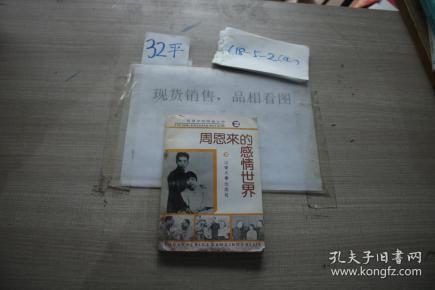 32平
(18-5-2(a)
现货销售，品相看图
周恩來的
感情世界
孔夫子旧书网
www.kongfz.com